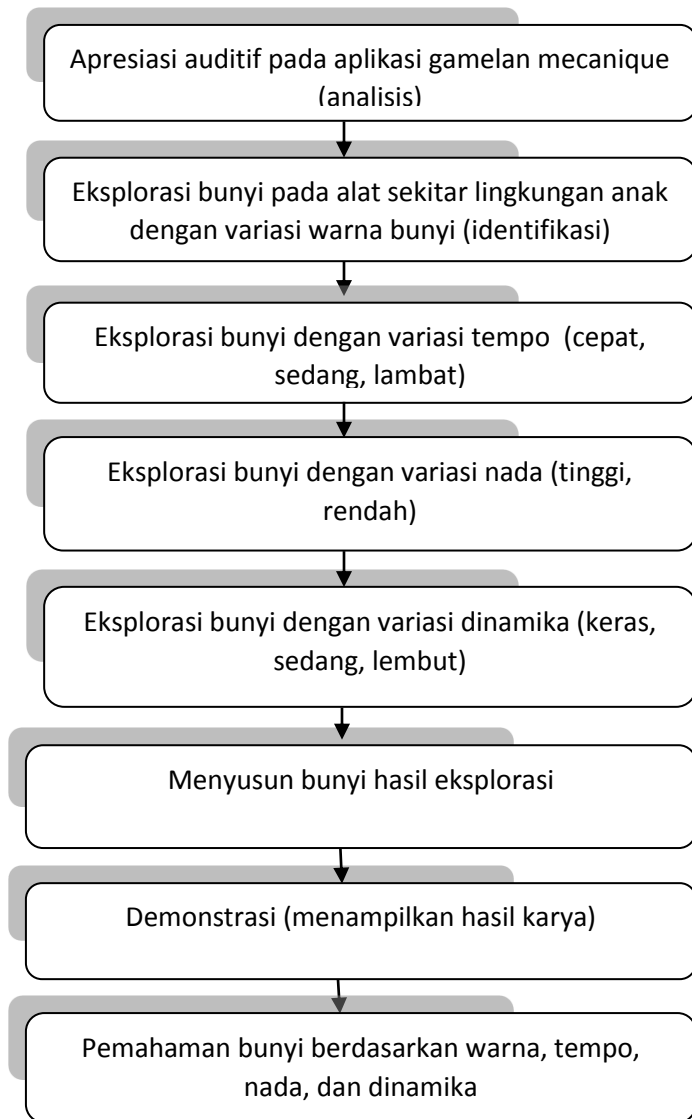 Apresiasi auditif pada aplikasi gamelan mecanique
(analisis)
Eksplorasi bunyi pada alat sekitar lingkungan anak
dengan variasi warna bunyi (identifikasi)
Eksplorasi bunyi dengan variasi tempo (cepat,
sedang, lambat)
Eksplorasi bunyi dengan variasi nada (tinggi,
rendah)
Eksplorasi bunyi dengan variasi dinamika (keras,
sedang, lembut)
Menyusun bunyi hasil eksplorasi
Demonstrasi (menampilkan hasil karya)
Pemahaman bunyi berdasarkan warna, tempo,
nada, dan dinamika